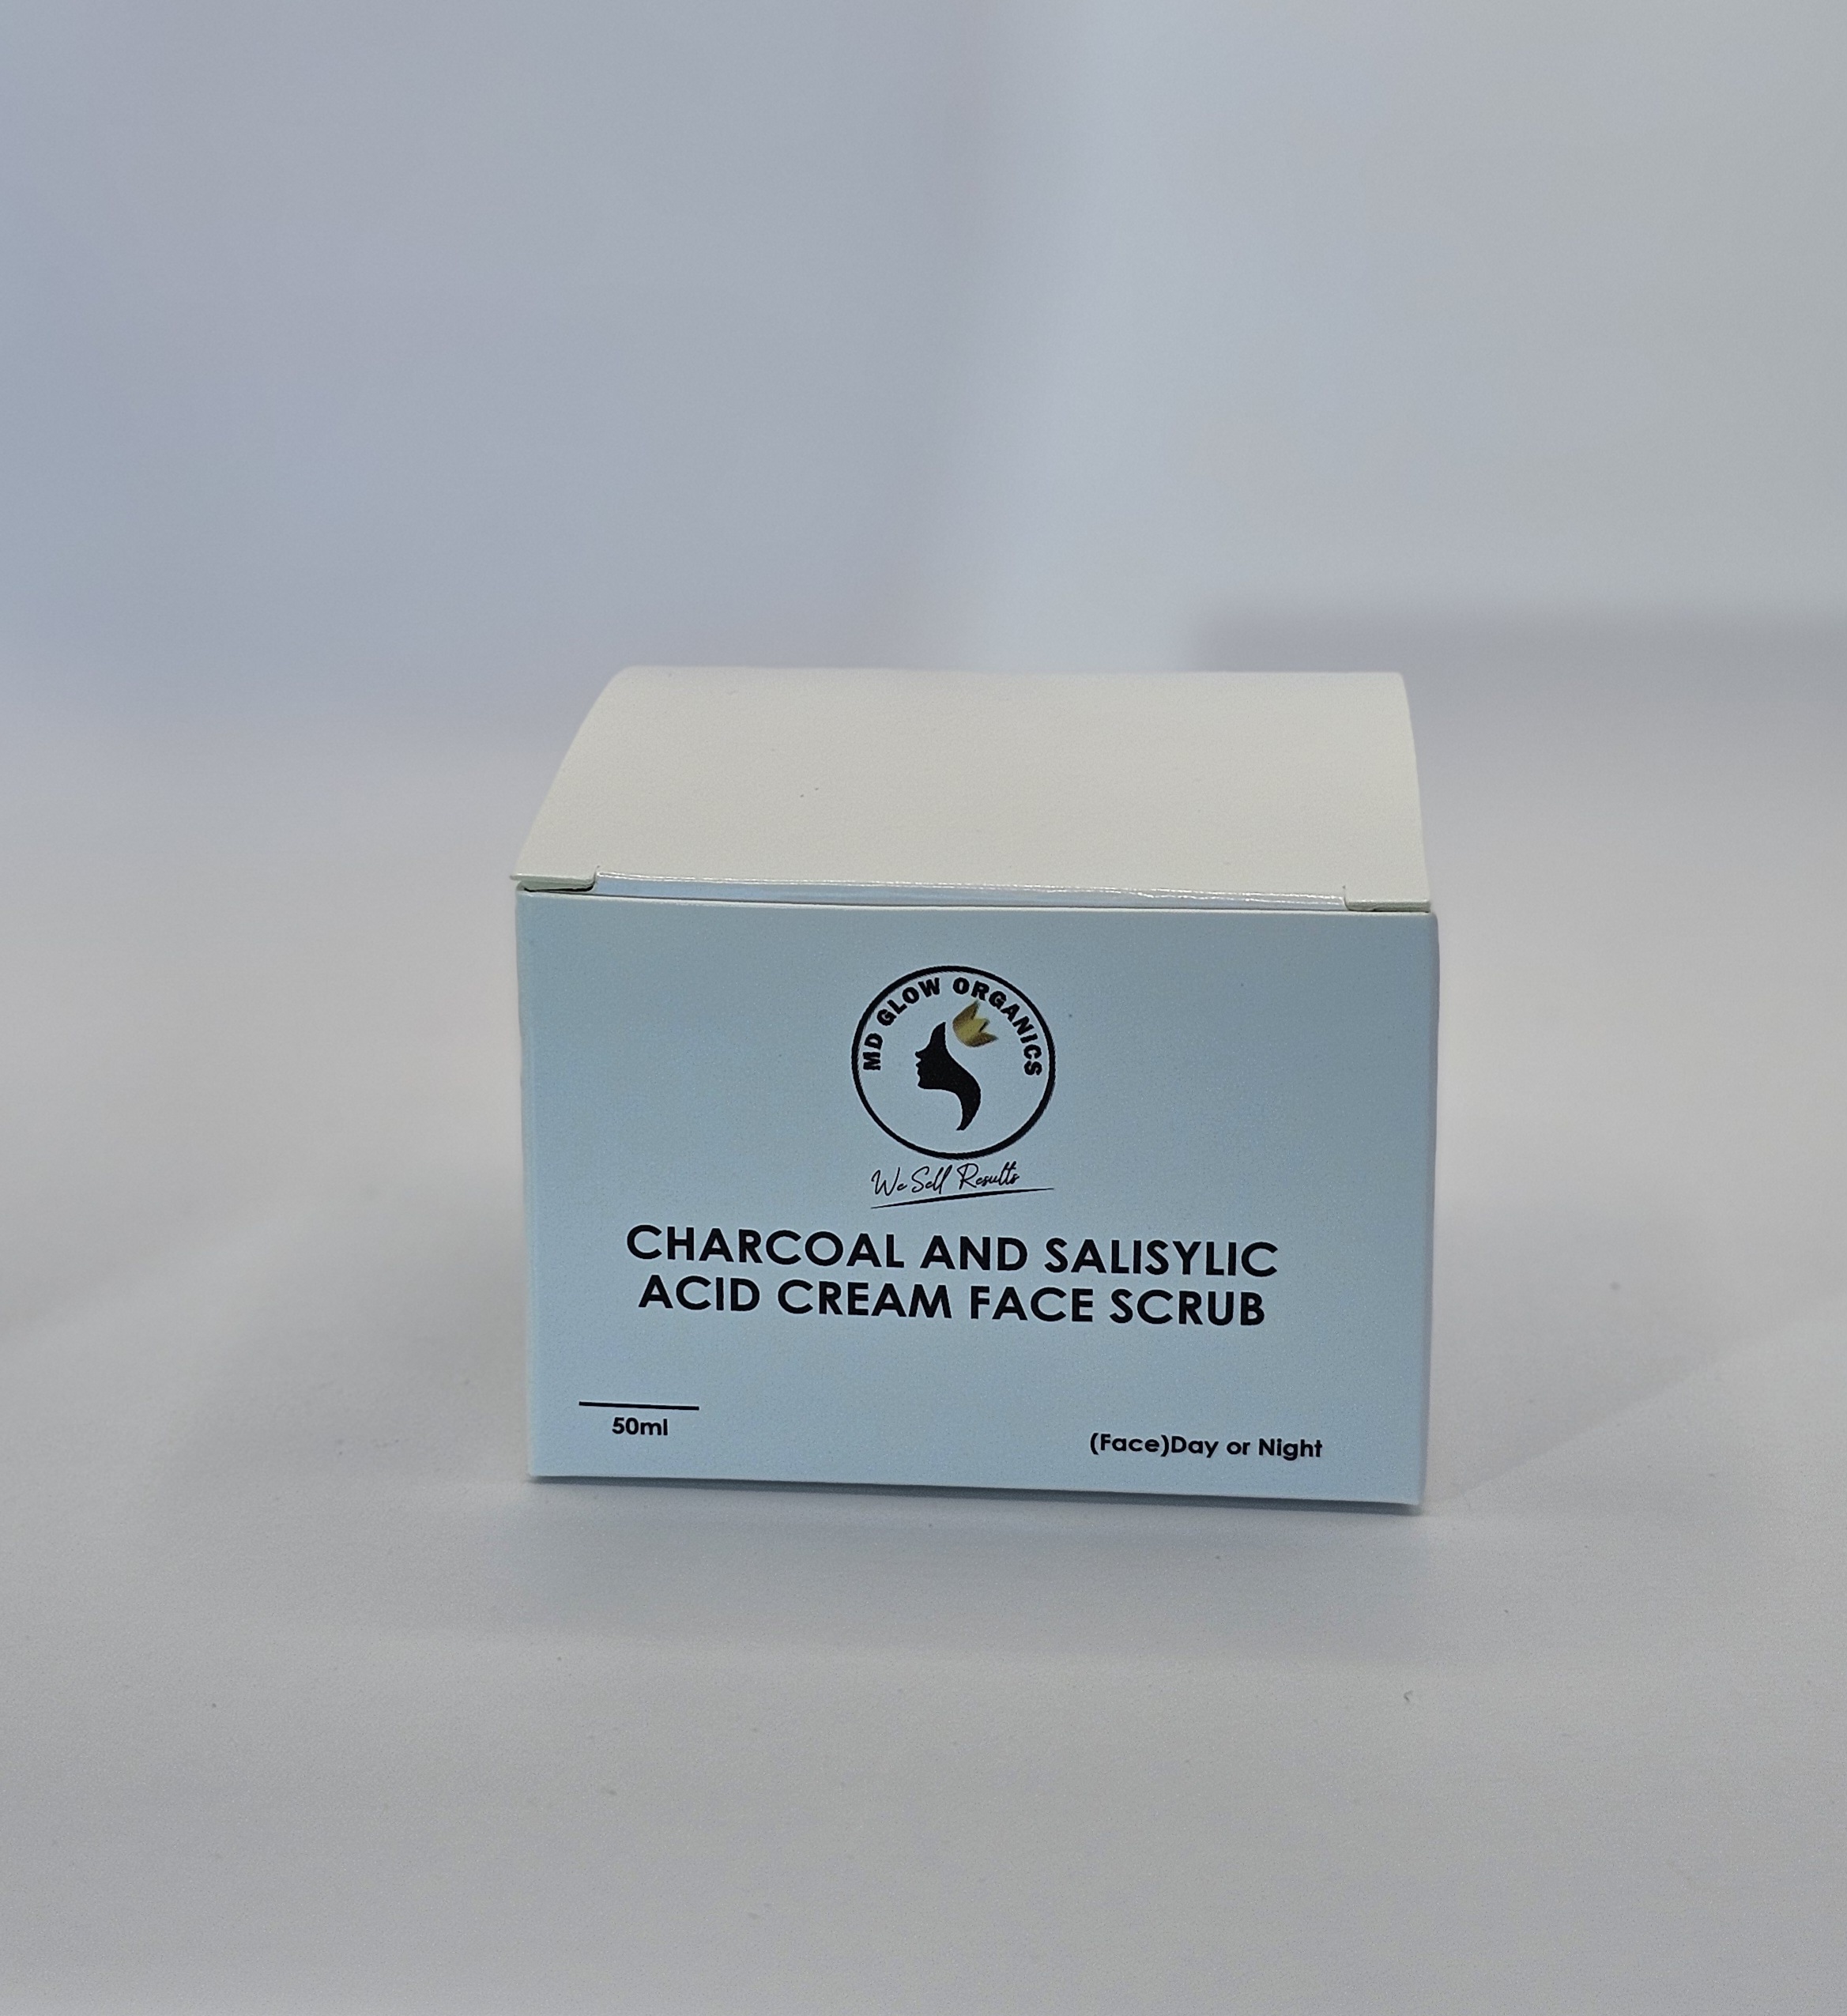 MD GLOW ORGANICS
We Sell Results
CHARCOAL AND SALISYLIC
ACID CREAM FACE SCRUB
50ml
(Face)Day or Night